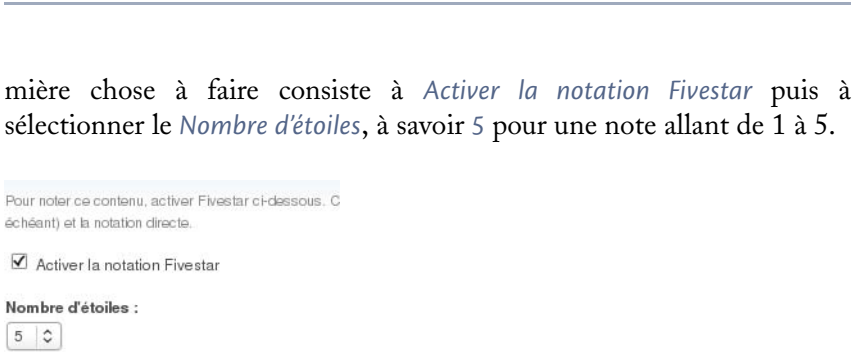 mière chose à faire consiste à Activer la notation Fivestar puis à
sélectionner le Nombre d'étoiles, à savoir 5 pour une note allant de 1 à 5.
Pour noter ce contenu, activer Fivestar ci-dessous. C
échéant) et la notation directe.
Activer la notation Fivestar
Nombre d'étoiles :
5